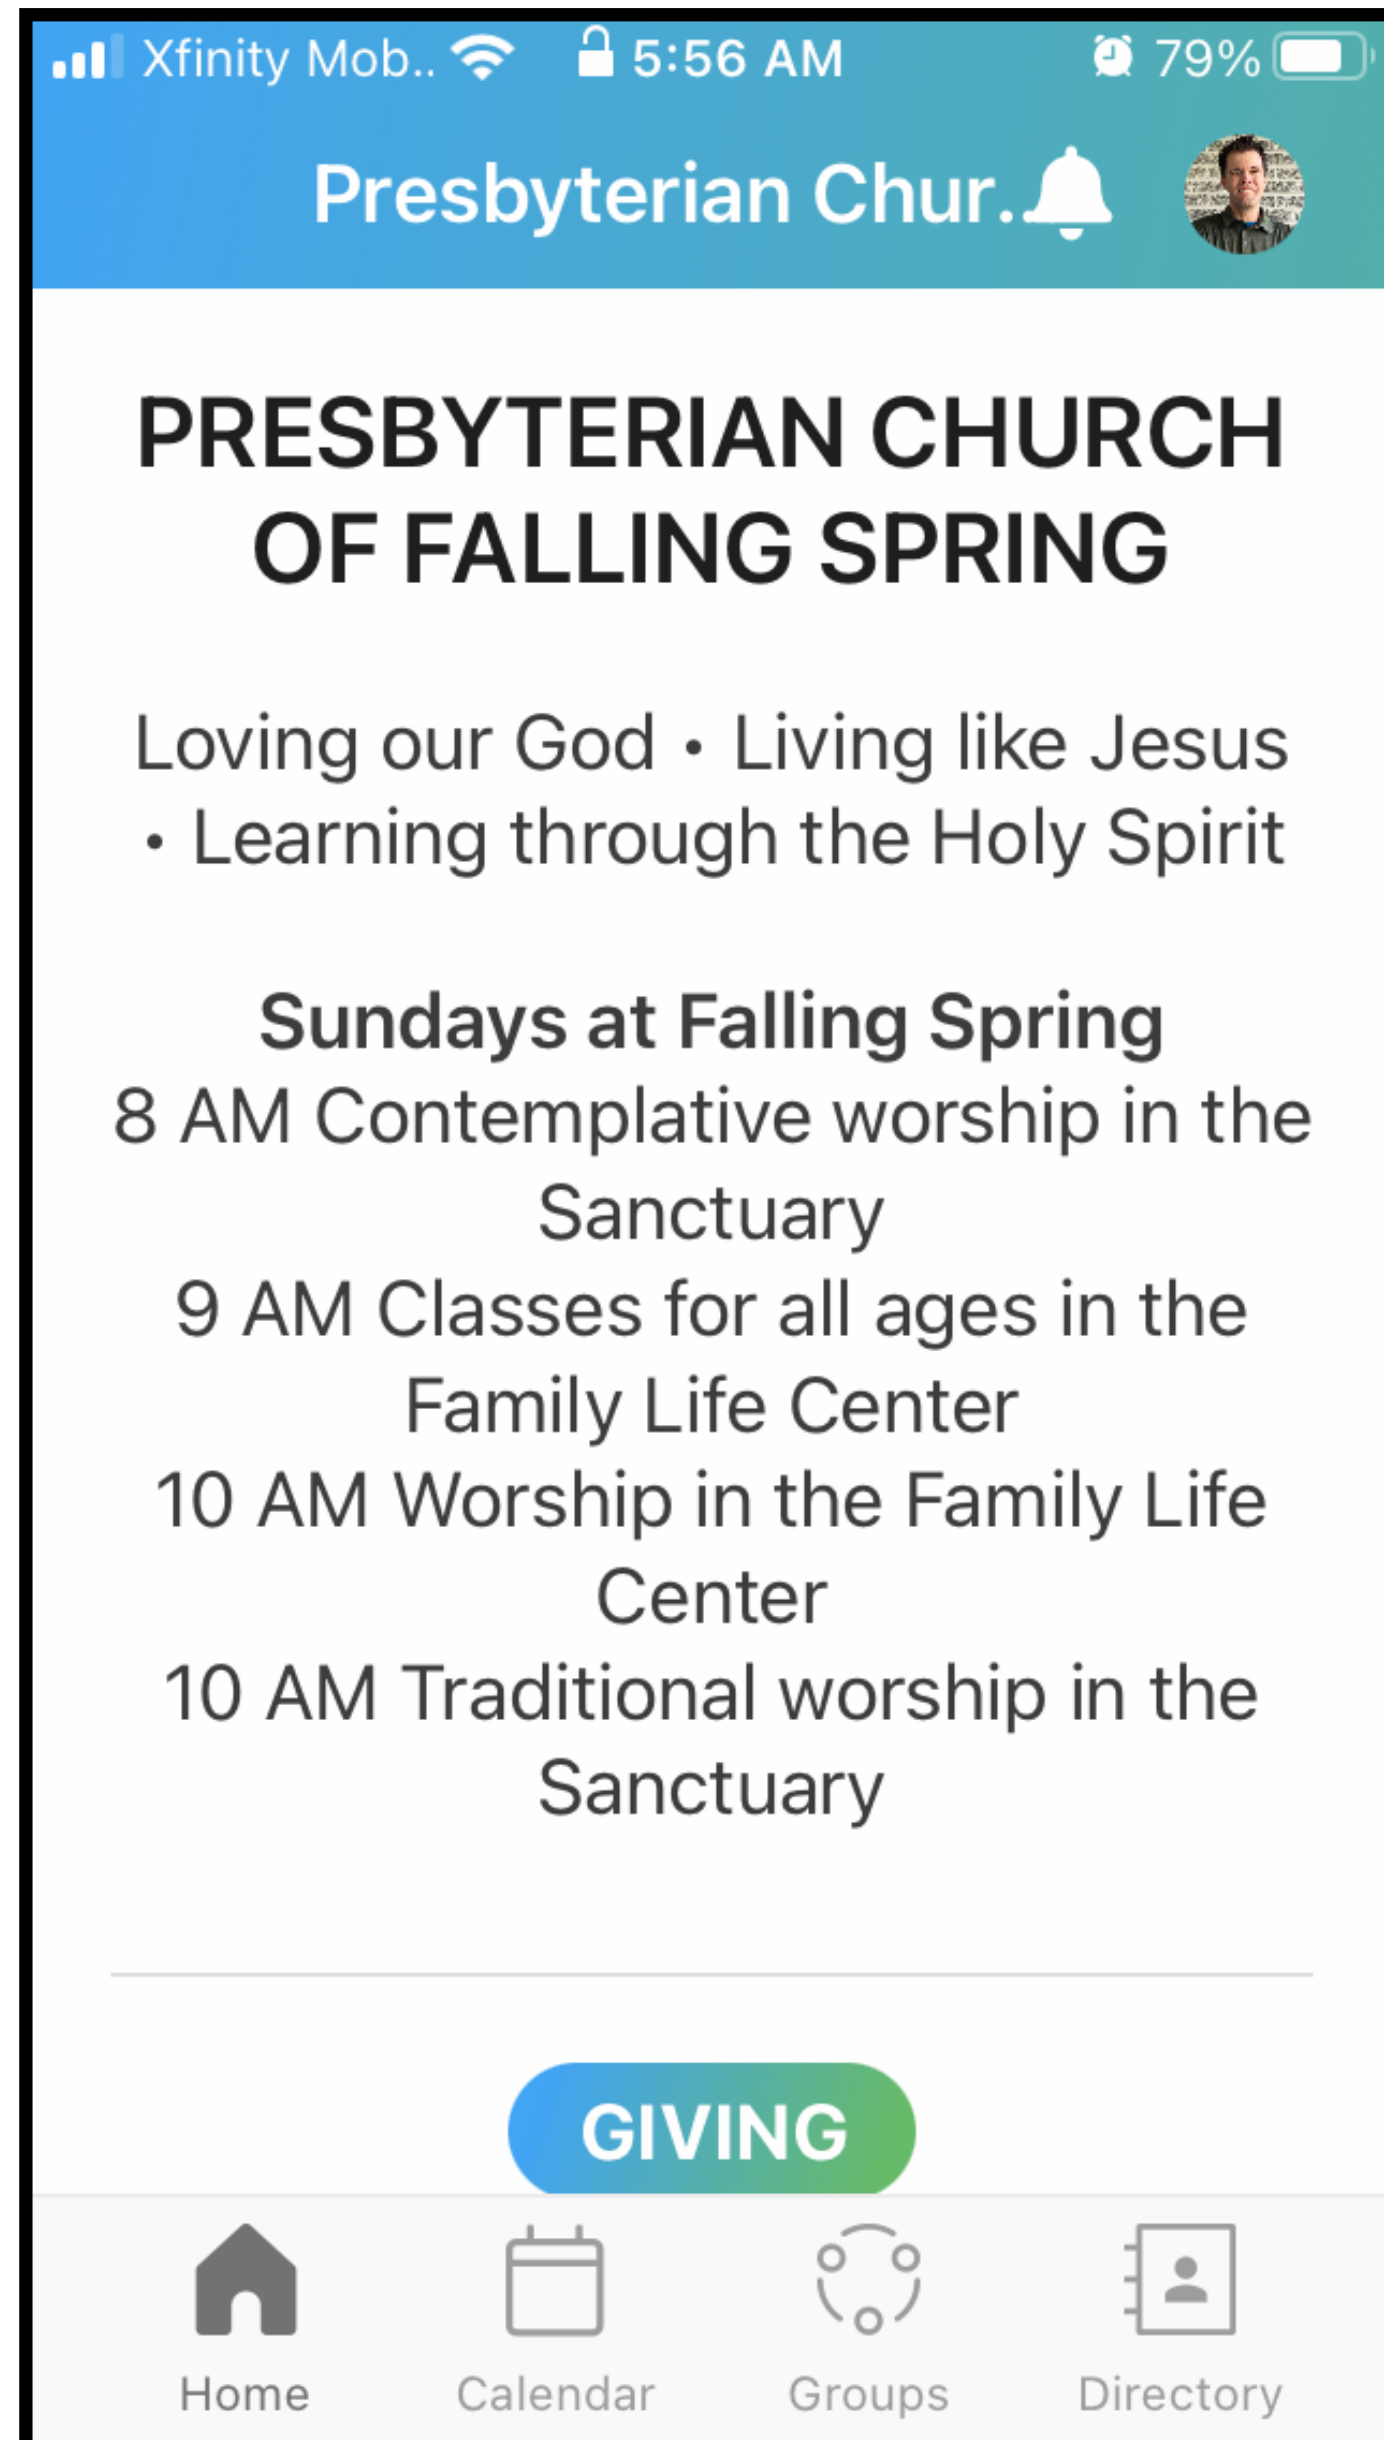 Xfinity Mob.. 5:56 AM 79%
Presbyterian Chur..
PRESBYTERIAN CHURCH
OF FALLING SPRING
Loving our God • Living like Jesus
• Learning through the Holy Spirit
Sundays at Falling Spring
8 AM Contemplative worship in the
Sanctuary
9 AM Classes for all ages in the
Family Life Center
10 AM Worship in the Family Life
Center
10 AM Traditional worship in the
Sanctuary
GIVING
Home Calendar Groups Directory